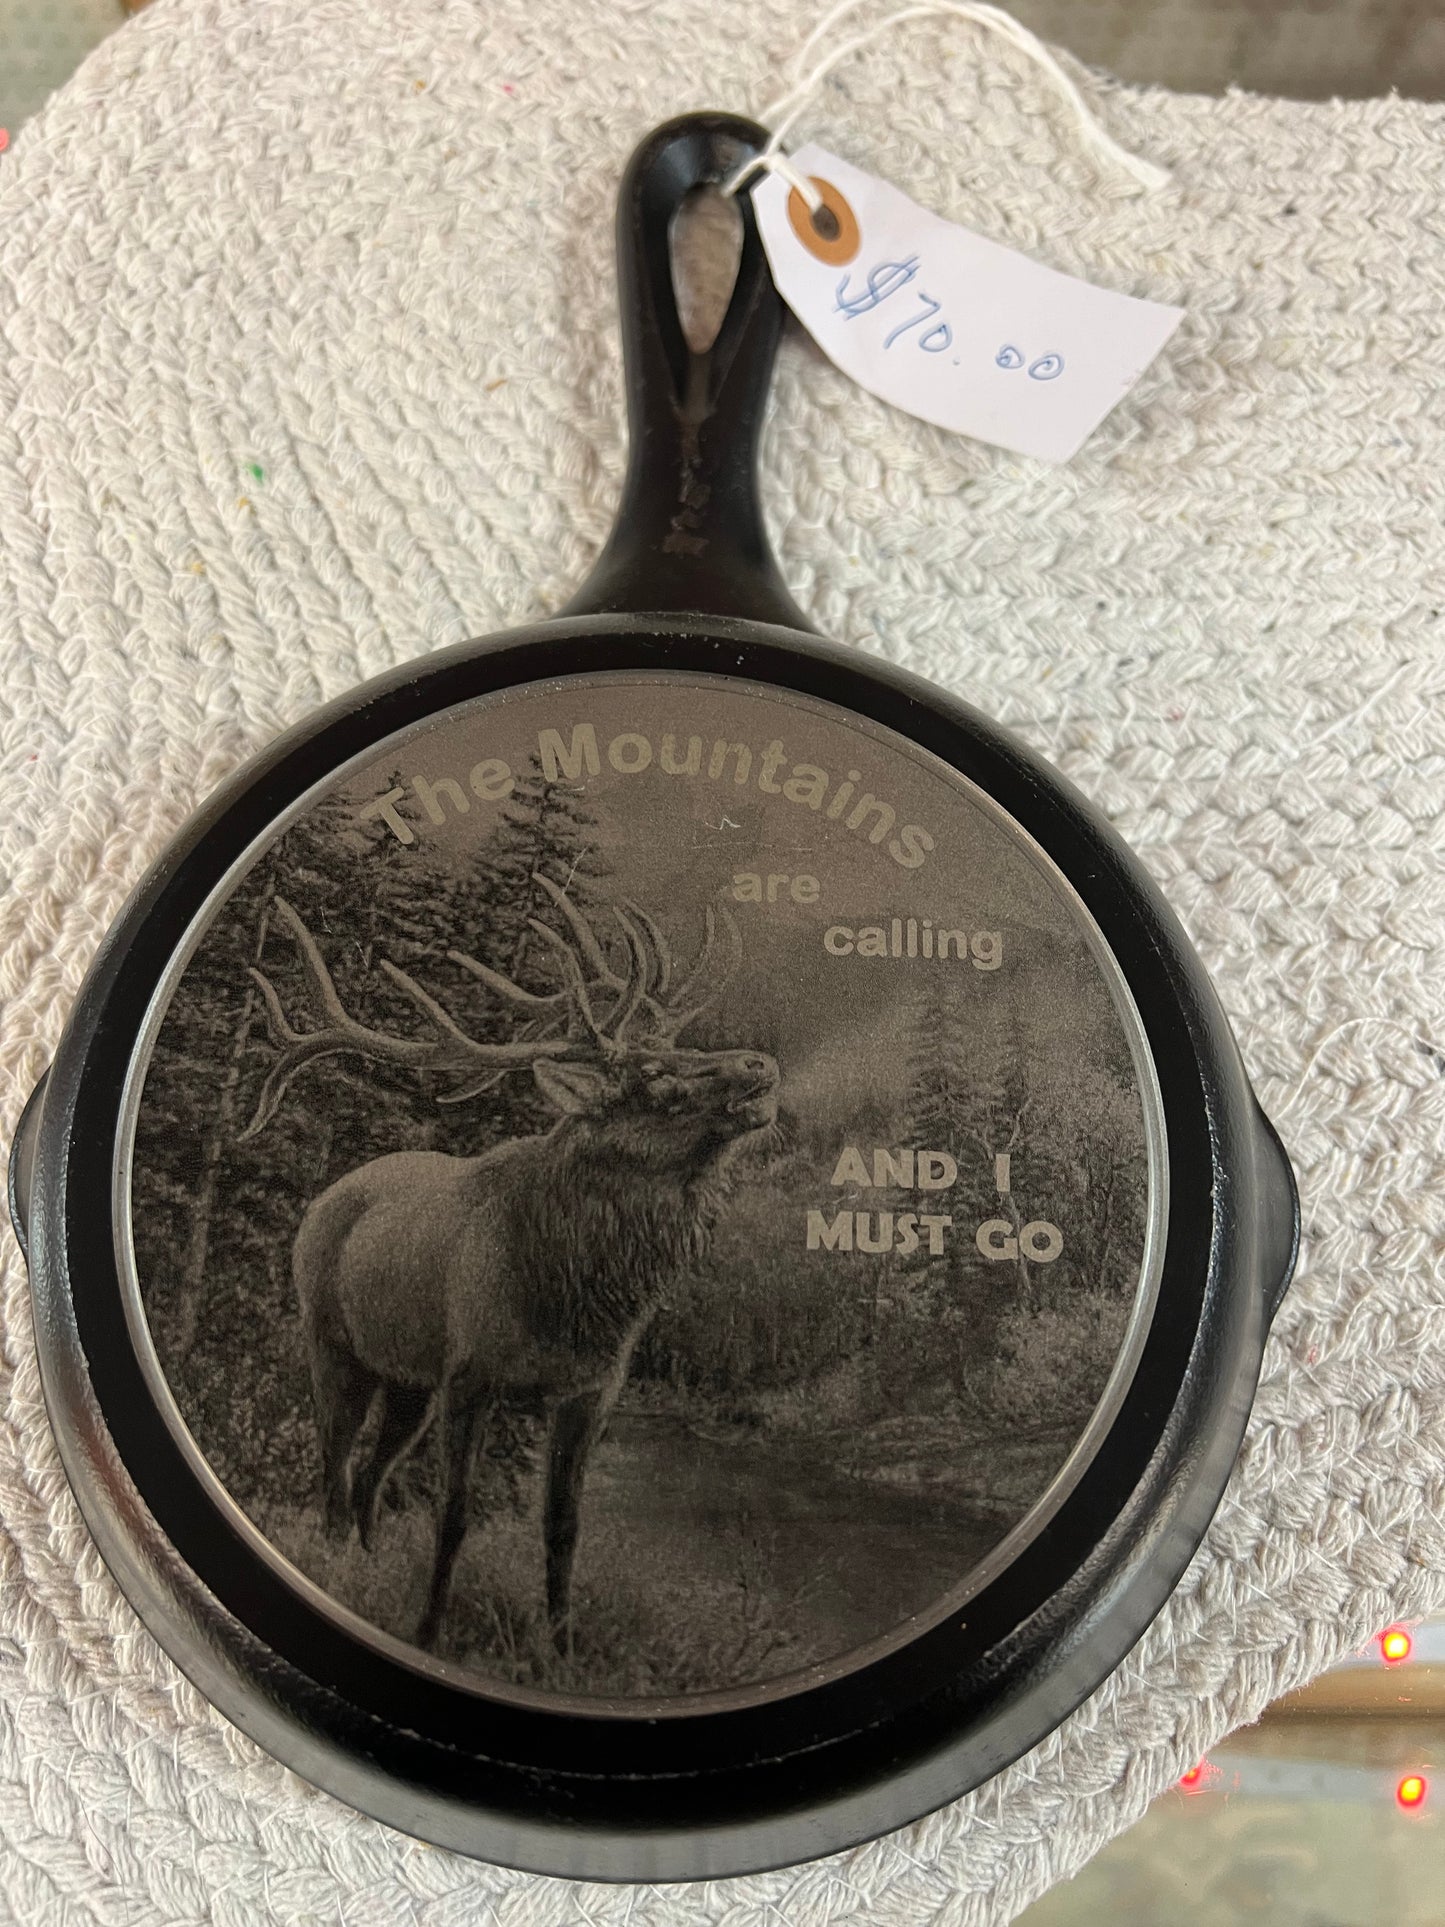 $70.00
The Mountains
are
calling
AND I
MUST GO